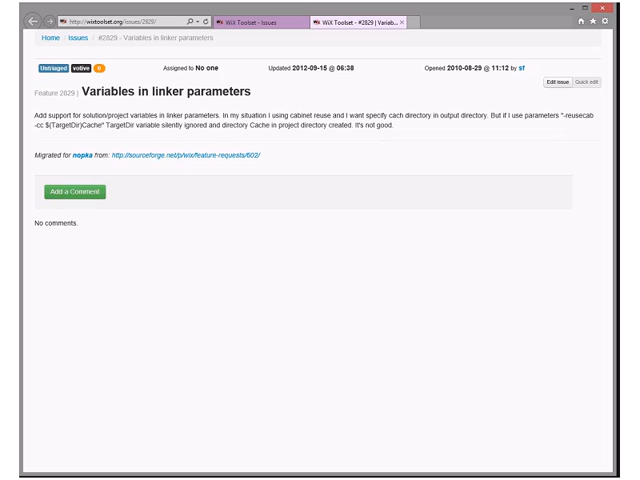 http://wixtoolset.org/issues/2829/
WiX Toolset - Issues
WiX Toolset - #2829 | Variab...
Home / Issues / #2829 - Variables in linker parameters
Untriaged votive 0 Assigned to No one Updated 2012-09-15 @ 06:38 Opened 2010-08-29 @ 11:12 by sf
Edit issue Quick edit
Feature 2829 | Variables in linker parameters
Add support for solution/project variables in linker parameters. In my situation I using cabinet reuse and I want specify cach directory in output directory. But if I use parameters "-reusecab
-cc $(TargetDir)Cache" TargetDir variable silently ignored and directory Cache in project directory created. It's not good.
Migrated for nopka from: http://sourceforge.net/p/wix/feature-requests/602/
Add a Comment
No comments.